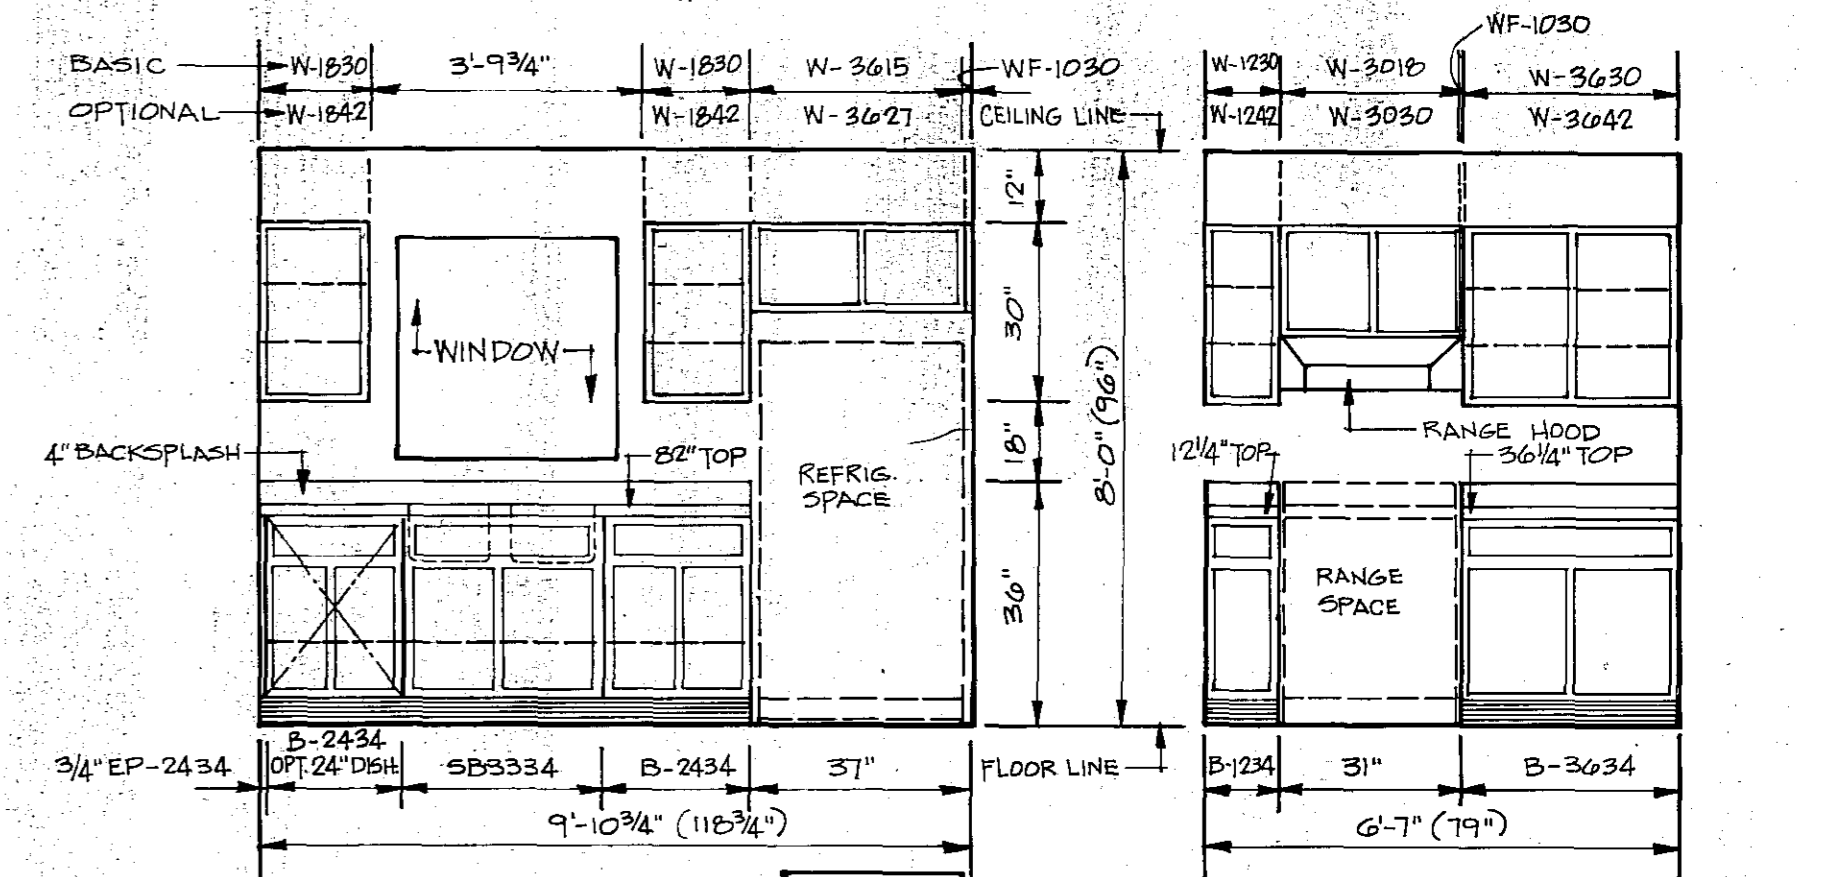 WF-1030
BASIC W-1830 3'-9 3/4" W-1830 W-3615 WF-1030 W-1230 W-3018 W-3630
OPTIONAL W-1842 W-1842 W-3627 CEILING LINE W-1242 W-3030 W-3642
12"
30"
WINDOW
8'-0" (96")
RANGE HOOD
4" BACKSPLASH 82" TOP 18" 12 1/4" TOP 36 1/4" TOP
REFRIG.
SPACE
36"
RANGE
SPACE
B-2434
3/4" EP-2434 OPT. 24" DISH. SB3334 B-2434 37" FLOOR LINE B-1234 31" B-3634
9'-10 3/4" (118 3/4") 6'-7" (79")